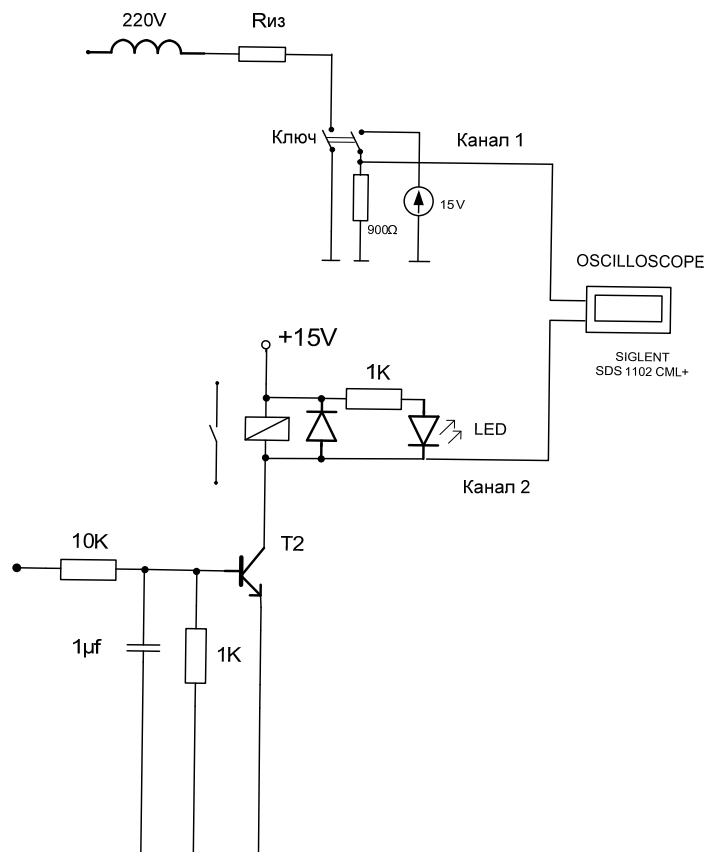 220V
Rиз
Ключ
Канал 1
15V
900Ω
OSCILLOSCOPE
SIGLENT
SDS 1102 CML+
+15V
1K
LED
Канал 2
10K
T2
1µf
1K